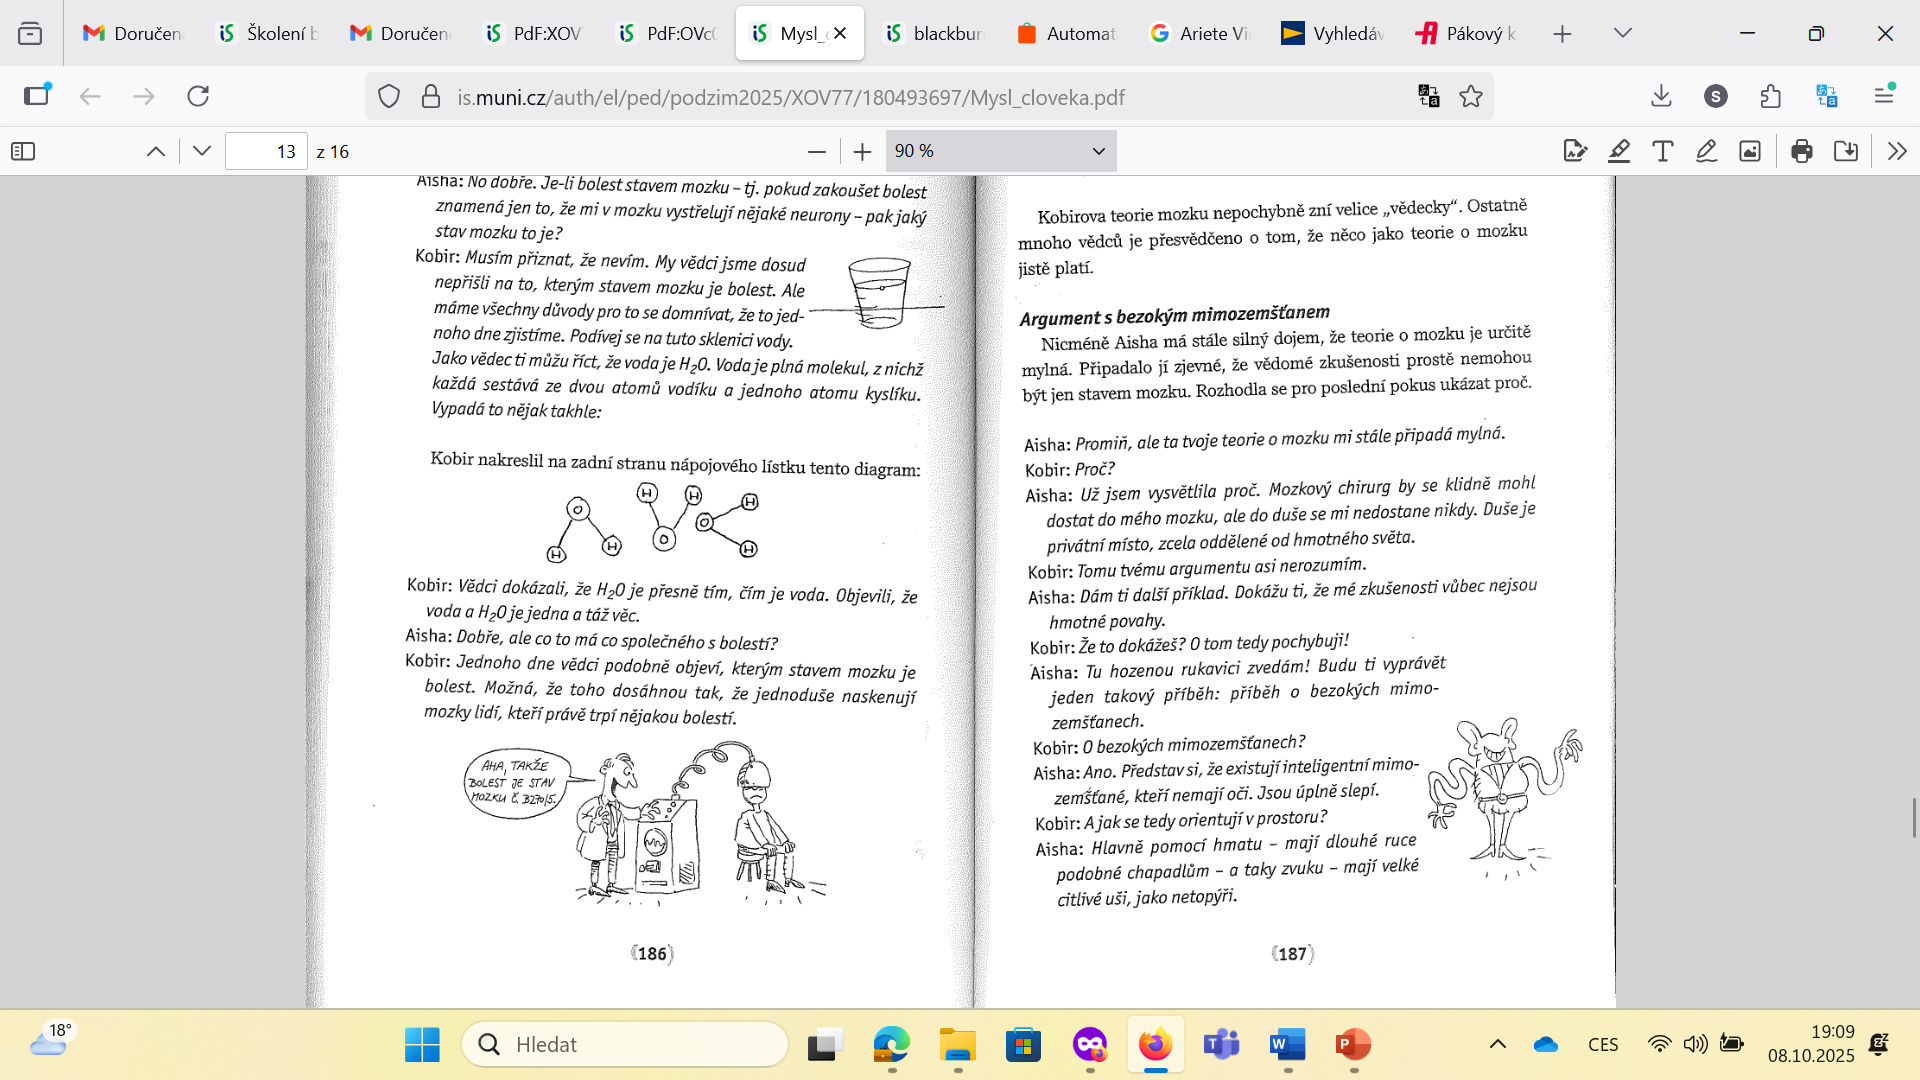 Doručena
Školení b
Doručené
PdF:XOV
PdF:OVc0
Mysl_c
blackburn
Automat
Ariete Vi
Vyhledáv
Pákový k
is.muni.cz/auth/el/ped/podzim2025/XOV77/180493697/Mysl_cloveka.pdf
S
13 z 16
90 %
Aisha: No dobře. Je-li bolest stavem mozku – tj. pokud zakoušet bolest
znamená jen to, že mi v mozku vystřelují nějaké neurony – pak jaký
stav mozku to je?
Kobir: Musím přiznat, že nevím. My vědci jsme dosud
nepřišli na to, kterým stavem mozku je bolest. Ale
máme všechny důvody pro to se domnívat, že to jed-
noho dne zjistíme. Podívej se na tuto sklenici vody.
Jako vědec ti můžu říct, že voda je H₂O. Voda je plná molekul, z nichž
každá sestává ze dvou atomů vodíku a jednoho atomu kyslíku.
Vypadá to nějak takhle:
Kobir nakreslil na zadní stranu nápojového lístku tento diagram:
H H H
O O
H H O H
Kobir: Vědci dokázali, že H₂O je přesně tím, čím je voda. Objevili, že
voda a H₂O je jedna a táž věc.
Aisha: Dobře, ale co to má co společného s bolestí?
Kobir: Jednoho dne vědci podobně objeví, kterým stavem mozku je
bolest. Možná, že toho dosáhnou tak, že jednoduše naskenují
mozky lidí, kteří právě trpí nějakou bolestí.
AHA, TAKŽE
BOLEST JE STAV
MOZKU Č. B270/5.
(186)
Kobirova teorie mozku nepochybně zní velice „vědecky“. Ostatně
mnoho vědců je přesvědčeno o tom, že něco jako teorie o mozku
jistě platí.
Argument s bezokým mimozemšťanem
Nicméně Aisha má stále silný dojem, že teorie o mozku je určitě
mylná. Připadalo jí zjevné, že vědomé zkušenosti prostě nemohou
být jen stavem mozku. Rozhodla se pro poslední pokus ukázat proč.
Aisha: Promiň, ale ta tvoje teorie o mozku mi stále připadá mylná.
Kobir: Proč?
Aisha: Už jsem vysvětlila proč. Mozkový chirurg by se klidně mohl
dostat do mého mozku, ale do duše se mi nedostane nikdy. Duše je
privátní místo, zcela oddělené od hmotného světa.
Kobir: Tomu tvému argumentu asi nerozumím.
Aisha: Dám ti další příklad. Dokážu ti, že mé zkušenosti vůbec nejsou
hmotné povahy.
Kobir: Že to dokážeš? O tom tedy pochybuji!
Aisha: Tu hozenou rukavici zvedám! Budu ti vyprávět
jeden takový příběh: příběh o bezokých mimo-
zemšťanech.
Kobir: O bezokých mimozemšťanech?
Aisha: Ano. Představ si, že existují inteligentní mimo-
zemšťané, kteří nemají oči. Jsou úplně slepí.
Kobir: A jak se tedy orientují v prostoru?
Aisha: Hlavně pomocí hmatu – mají dlouhé ruce
podobné chapadlům – a taky zvuku – mají velké
citlivé uši, jako netopýři.
(187)
18°
Hledat
CES
19:09
08.10.2025